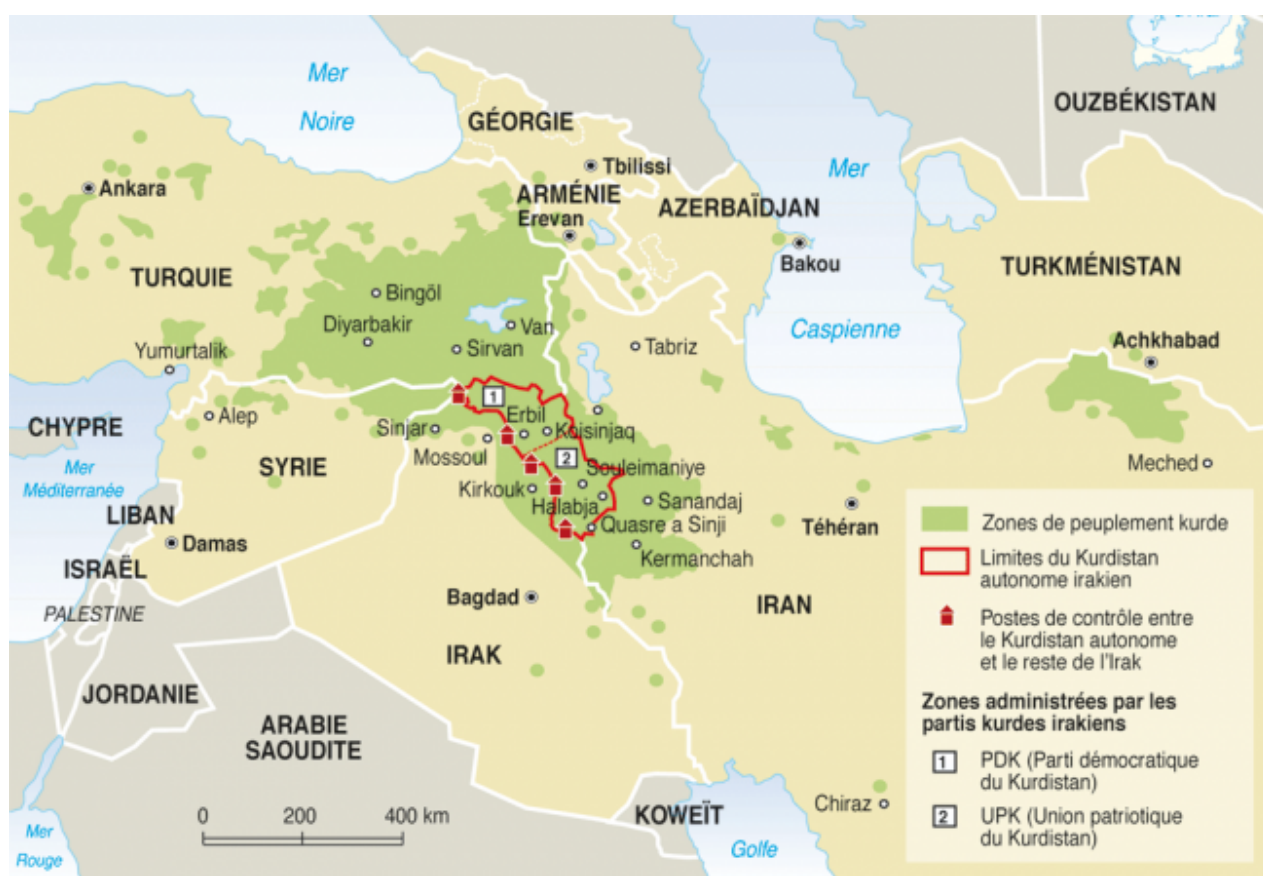 OUZBÉKISTAN
Mer
Noire
GÉORGIE
Tbilissi
Mer
Caspienne
Ankara
ARMÉNIE
Erevan
AZERBAÏDJAN
Bakou
TURKMÉNISTAN
TURQUIE
Bingöl
Diyarbakir
Van
Sirvan
Tabriz
Achkhabad
Yumurtalik
Alep
CHYPRE
Mer
Méditerranée
SYRIE
Sinjar
Mossoul
1
Erbil
Koisinjaq
2
Souleimaniye
Kirkouk
Halabja
Sanandaj
Quasre a Sinji
Kermanchah
Meched
Téhéran
LIBAN
Damas
ISRAËL
PALESTINE
Bagdad
IRAK
IRAN
JORDANIE
ARABIE
SAOUDITE
KOWEÏT
Chiraz
Golfe
Mer
Rouge
0 200 400 km
Zones de peuplement kurde
Limites du Kurdistan
autonome irakien
Postes de contrôle entre
le Kurdistan autonome
et le reste de l'Irak
Zones administrées par les
partis kurdes irakiens
1 PDK (Parti démocratique
du Kurdistan)
2 UPK (Union patriotique
du Kurdistan)